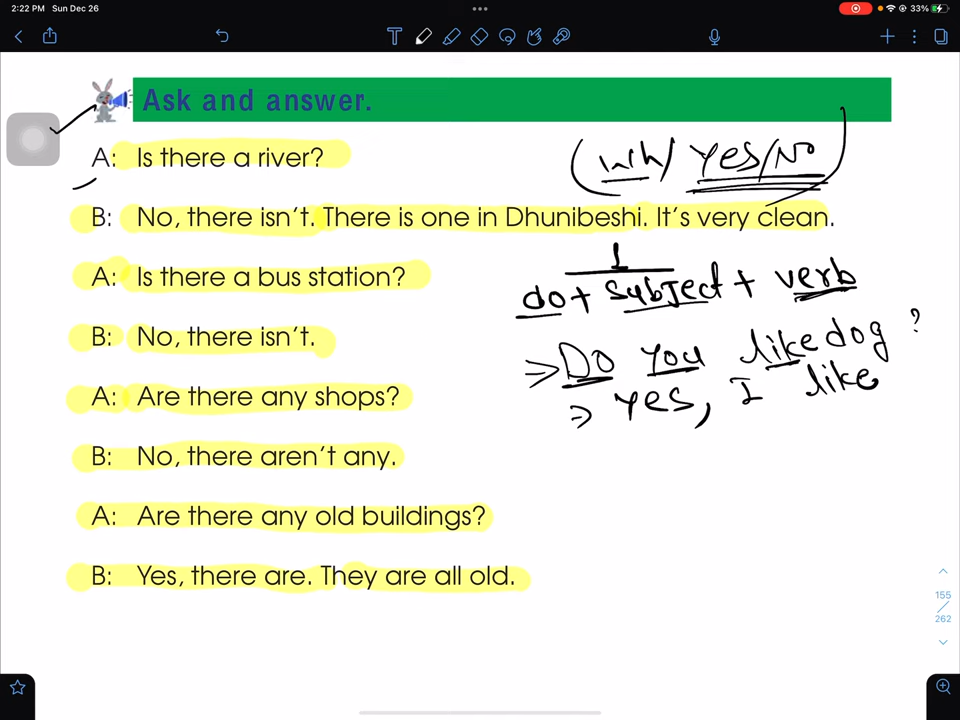 2:22 PM Sun Dec 26
33%
Ask and answer.
A: Is there a river?
(Wh/ Yes/No)
B: No, there isn't. There is one in Dhunibeshi. It's very clean.
A: Is there a bus station?
1
do+ subject + verb
B: No, there isn't.
⇒ Do you like dog ?
A: Are there any shops?
⇒ Yes, I like
B: No, there aren't any.
A: Are there any old buildings?
B: Yes, there are. They are all old.
155
/
262